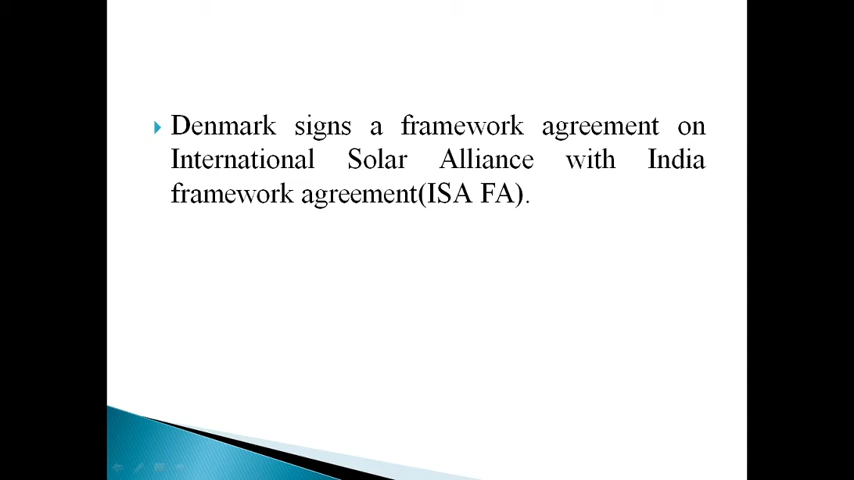 Denmark signs a framework agreement on
International Solar Alliance with India
framework agreement(ISA FA).